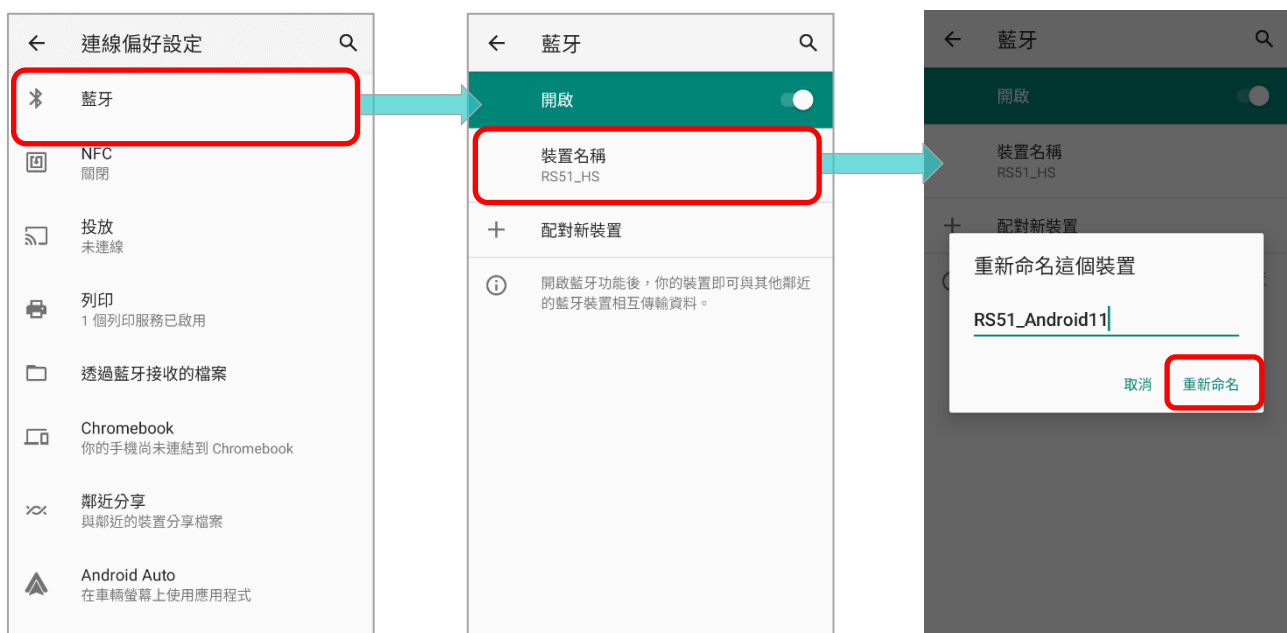 連線偏好設定
藍牙
NFC
關閉
投放
未連線
列印
1 個列印服務已啟用
透過藍牙接收的檔案
Chromebook
你的手機尚未連結到 Chromebook
鄰近分享
與鄰近的裝置分享檔案
Android Auto
在車輛螢幕上使用應用程式
藍牙
開啟
裝置名稱
RS51_HS
配對新裝置
開啟藍牙功能後，你的裝置即可與其他鄰近
的藍牙裝置相互傳輸資料。
藍牙
開啟
裝置名稱
RS51_HS
配對新裝置
重新命名這個裝置
RS51_Android11
取消 重新命名